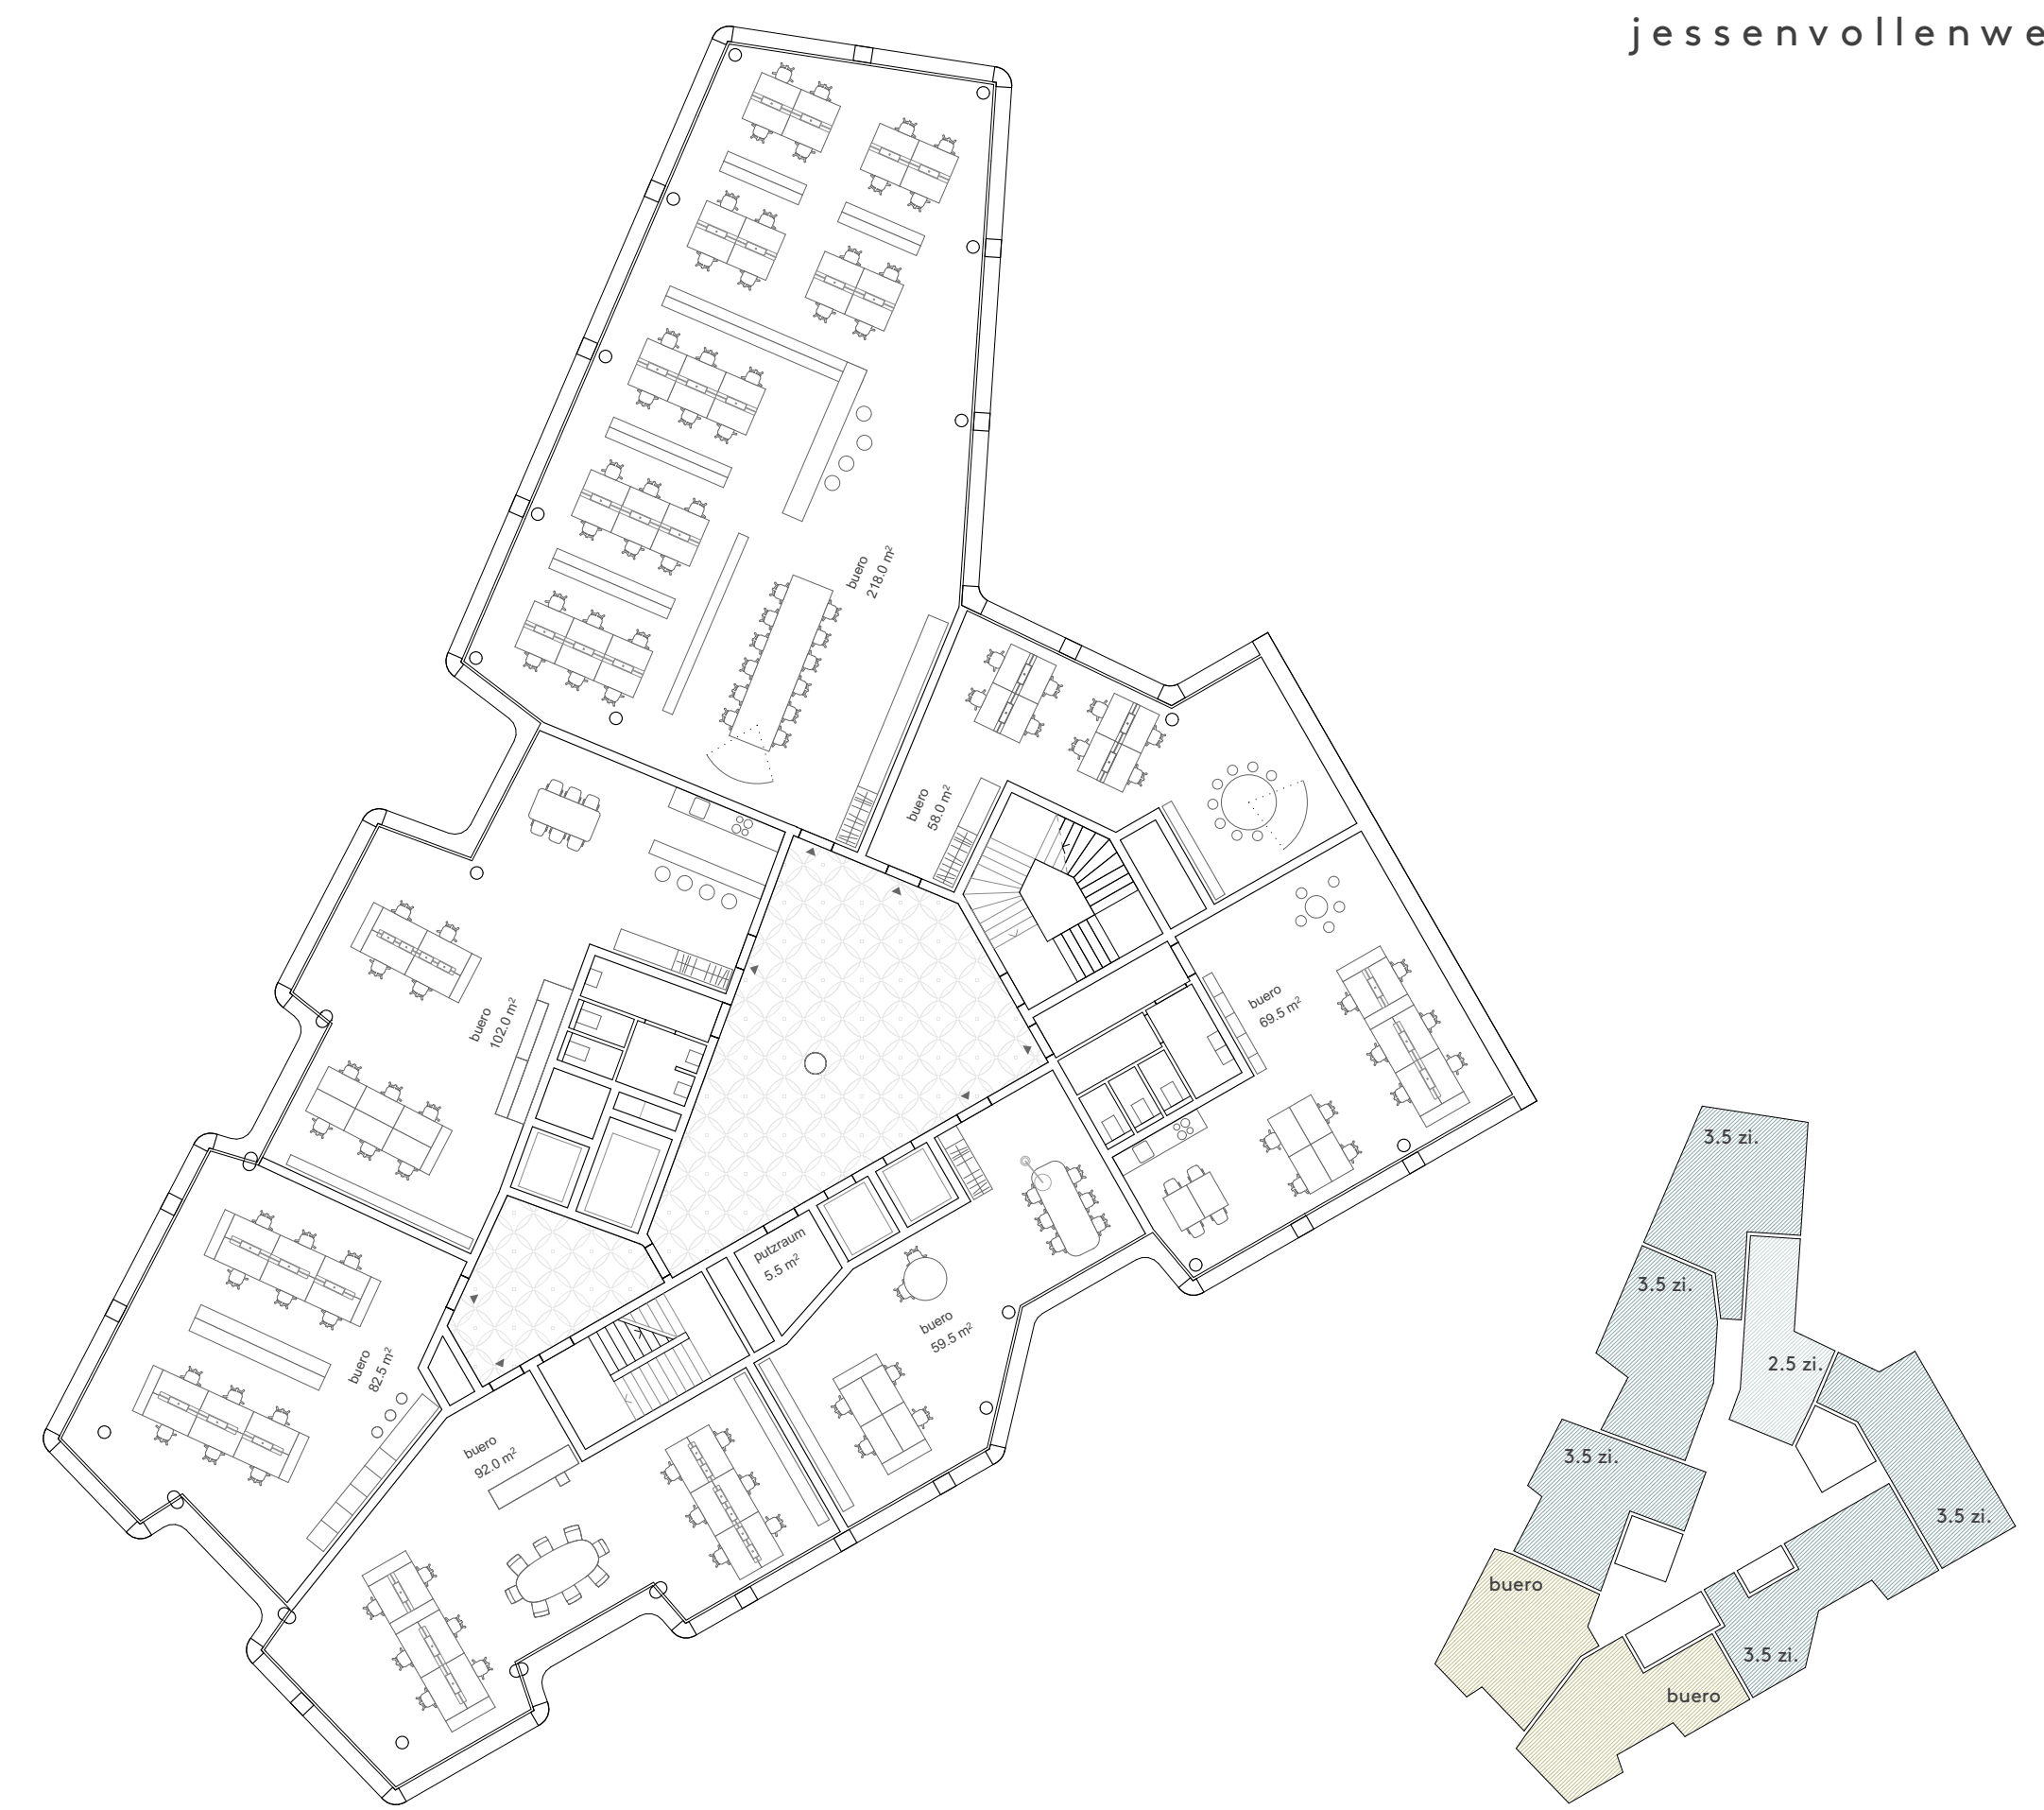 jessenvollenwe
buero
218.0 m²
buero
58.0 m²
buero
102.0 m²
buero
69.5 m²
putzraum
5.5 m²
buero
59.5 m²
buero
82.5 m²
buero
92.0 m²
3.5 zi.
3.5 zi.
2.5 zi.
3.5 zi.
3.5 zi.
buero
3.5 zi.
buero